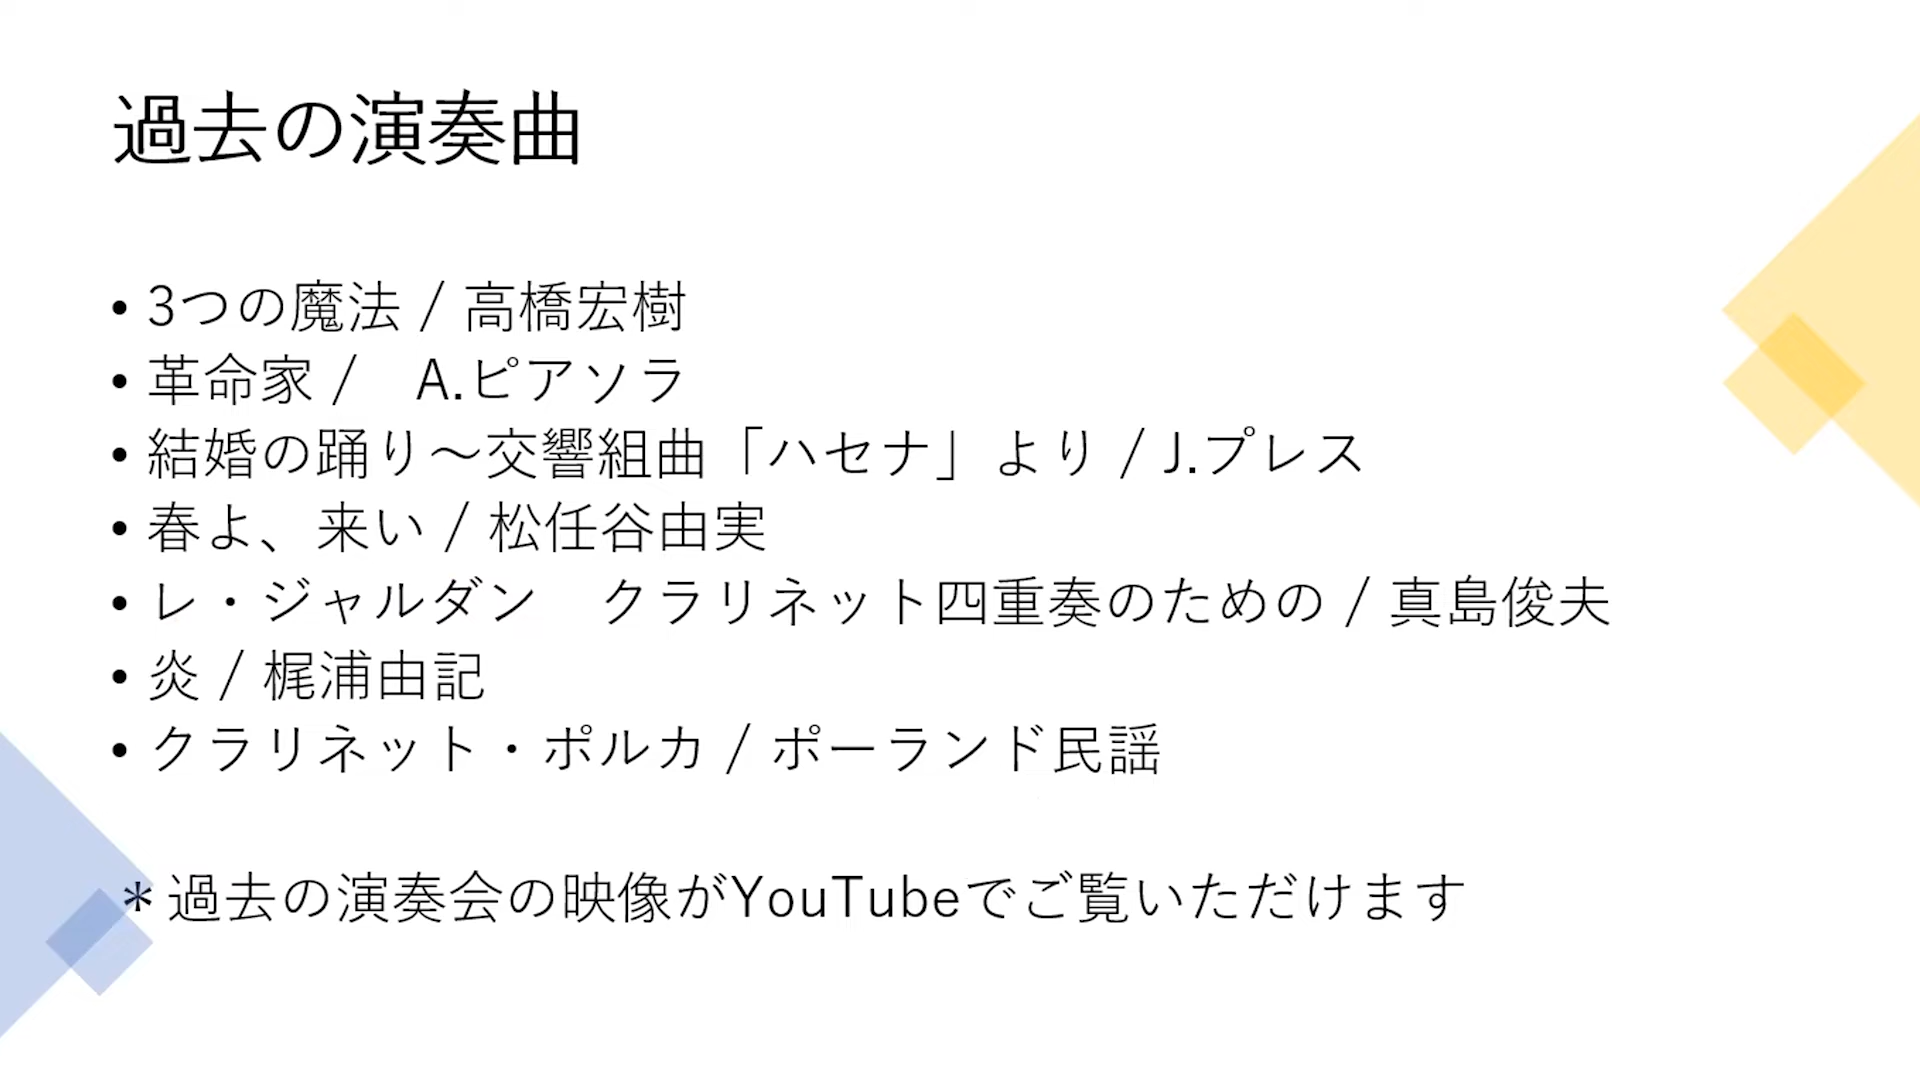 過去の演奏曲
• 3つの魔法 / 高橋宏樹
• 革命家 /　A.ピアソラ
• 結婚の踊り～交響組曲「ハセナ」より / J.プレス
• 春よ、来い / 松任谷由実
• レ・ジャルダン　クラリネット四重奏のための / 真島俊夫
• 炎 / 梶浦由記
• クラリネット・ポルカ / ポーランド民謡
＊過去の演奏会の映像がYouTubeでご覧いただけます